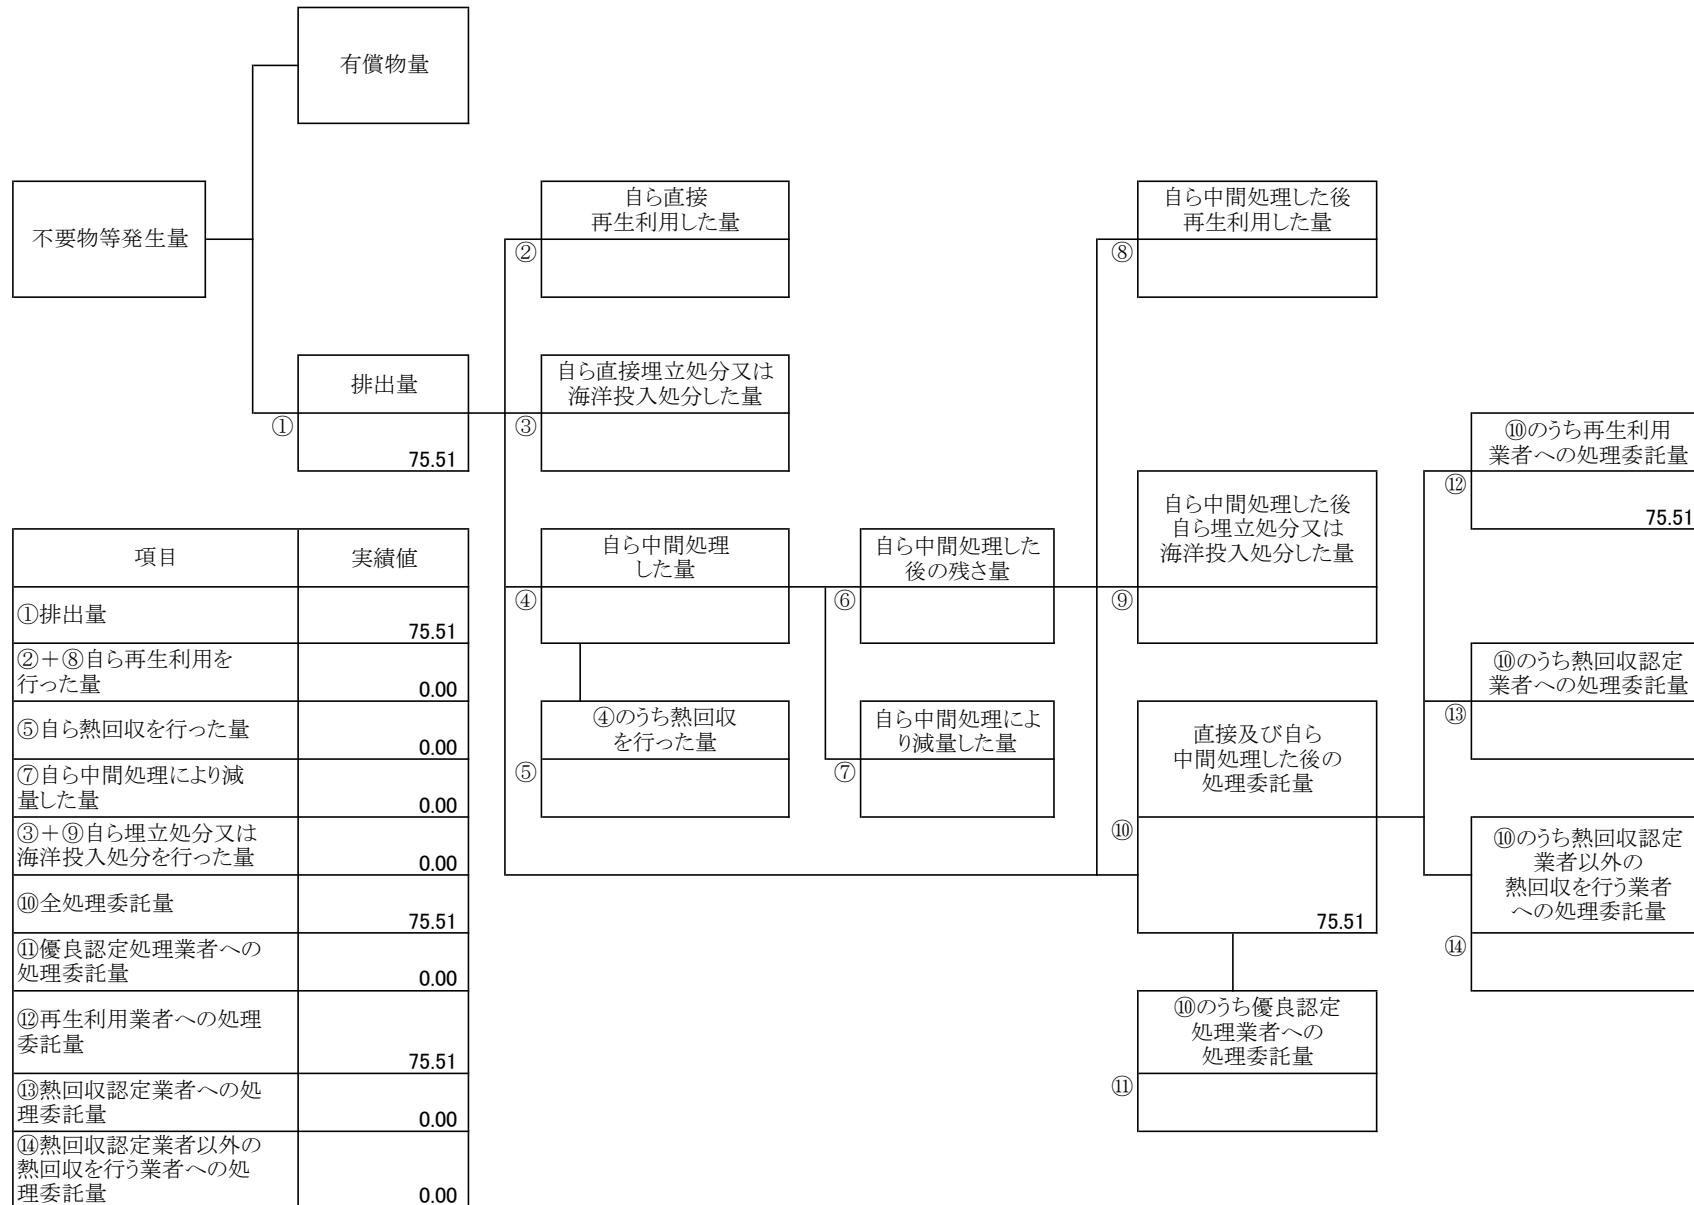 有償物量
不要物等発生量
自ら直接
再生利用した量
②
自ら中間処理した後
再生利用した量
⑧
排出量
①
75.51
自ら直接埋立処分又は
海洋投入処分した量
③
⑩のうち再生利用
業者への処理委託量
⑫
75.51
自ら中間処理
した量
④
自ら中間処理した
後の残さ量
⑥
自ら中間処理した後
自ら埋立処分又は
海洋投入処分した量
⑨
④のうち熱回収
を行った量
⑤
自ら中間処理によ
り減量した量
⑦
直接及び自ら
中間処理した後の
処理委託量
⑩
75.51
⑩のうち熱回収認定
業者への処理委託量
⑬
⑩のうち熱回収認定
業者以外の
熱回収を行う業者
への処理委託量
⑭
⑩のうち優良認定
処理業者への
処理委託量
⑪
項目
実績値
①排出量
75.51
②+⑧自ら再生利用を
行った量
0.00
⑤自ら熱回収を行った量
0.00
⑦自ら中間処理により減
量した量
0.00
③+⑨自ら埋立処分又は
海洋投入処分を行った量
0.00
⑩全処理委託量
75.51
⑪優良認定処理業者への
処理委託量
0.00
⑫再生利用業者への処理
委託量
75.51
⑬熱回収認定業者への処
理委託量
0.00
⑭熱回収認定業者以外の
熱回収を行う業者への処
理委託量
0.00